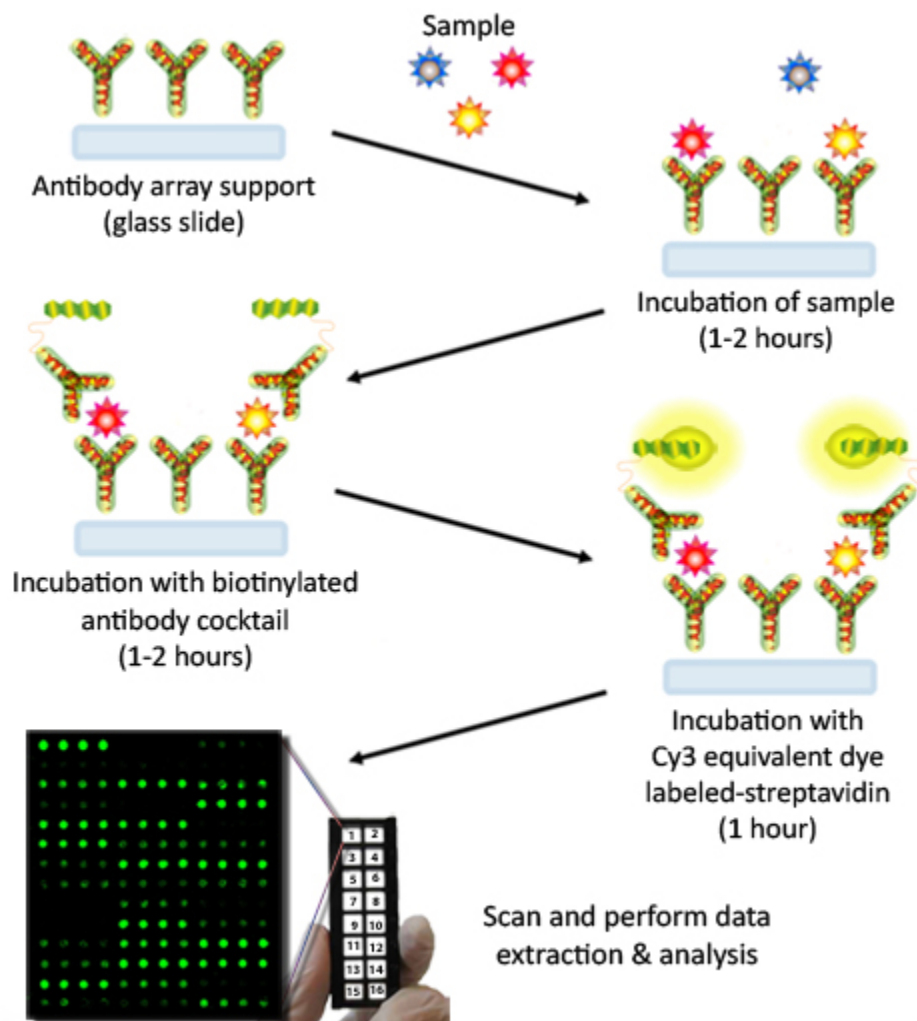 Sample
Antibody array support
(glass slide)
Incubation of sample
(1-2 hours)
Incubation with biotinylated
antibody cocktail
(1-2 hours)
Incubation with
Cy3 equivalent dye
labeled-streptavidin
(1 hour)
1 2
3 4
5 6
7 8
9 10
11 12
13 14
15 16
Scan and perform data
extraction & analysis